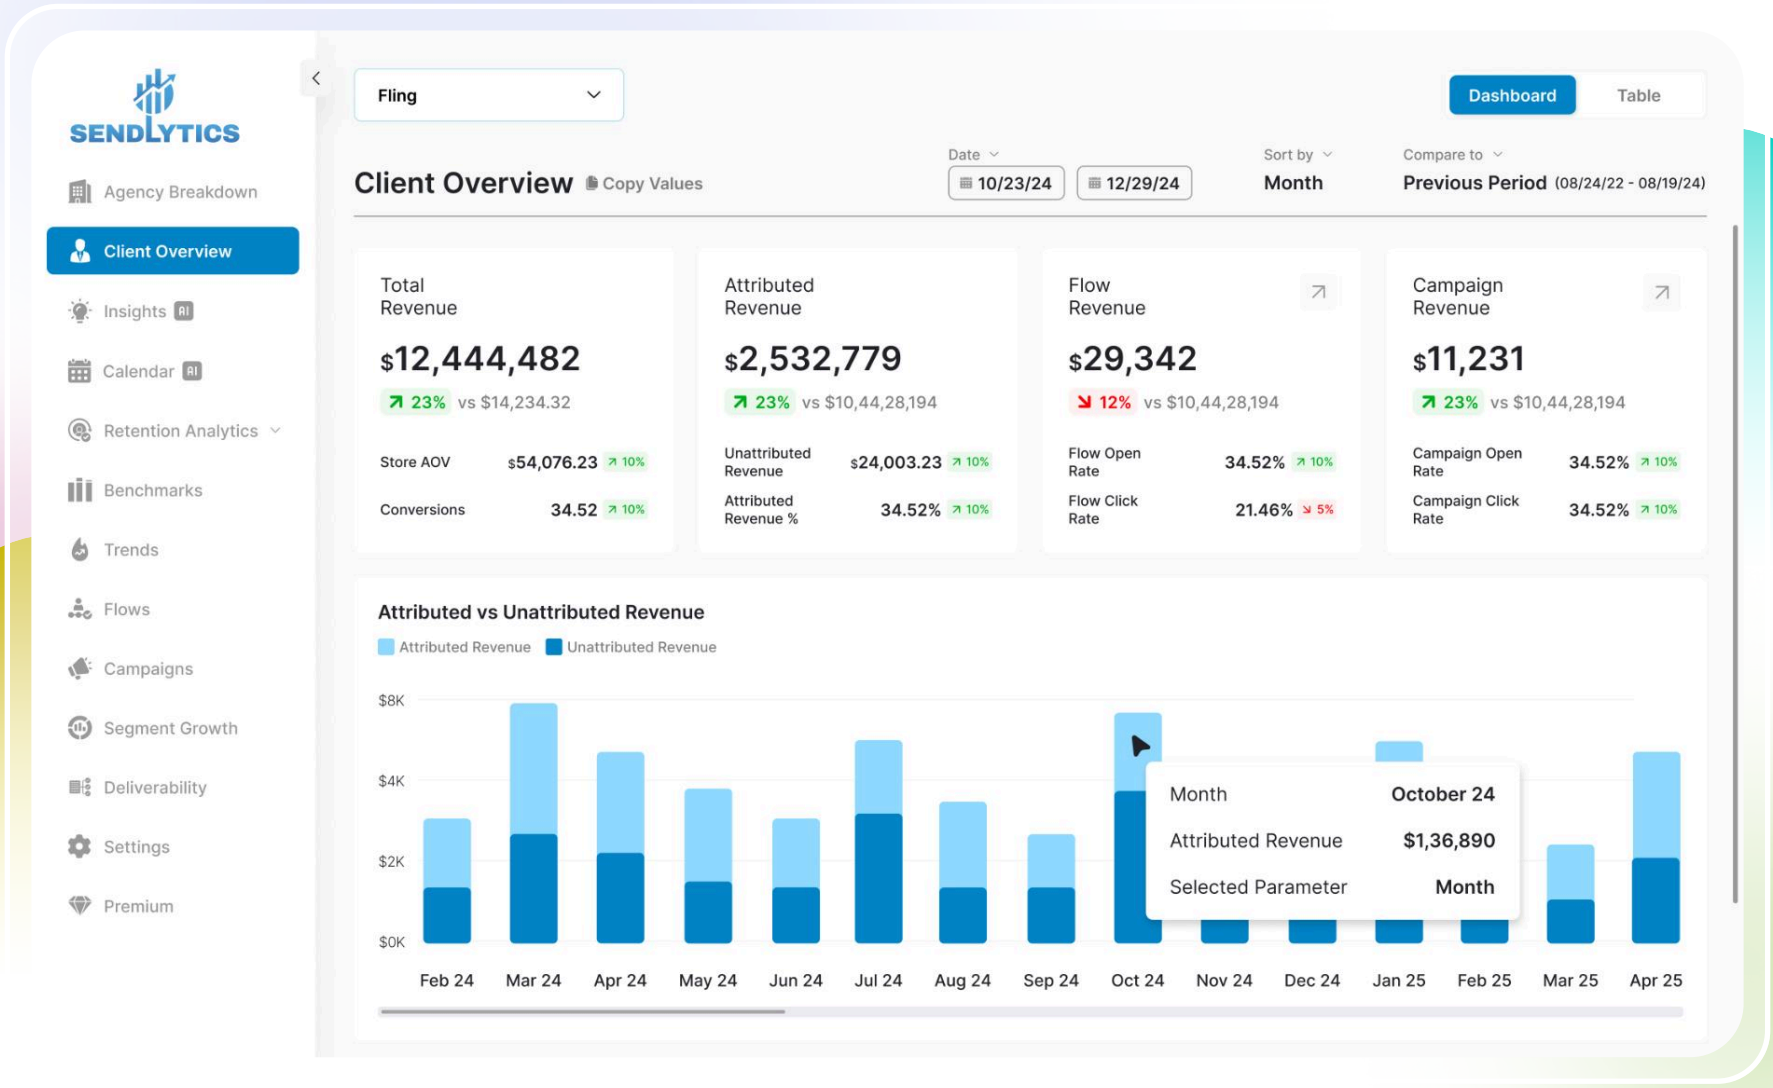 SENDLYTICS
Agency Breakdown
Client Overview
Insights AI
Calendar AI
Retention Analytics
Benchmarks
Trends
Flows
Campaigns
Segment Growth
Deliverability
Settings
Premium
Fling
Dashboard
Table
Client Overview
Copy Values
Date
10/23/24
12/29/24
Sort by
Month
Compare to
Previous Period (08/24/22 - 08/19/24)
Total
Revenue
$12,444,482
23% vs $14,234.32
Store AOV $54,076.23 10%
Conversions 34.52 10%
Attributed
Revenue
$2,532,779
23% vs $10,44,28,194
Unattributed
Revenue
$24,003.23 10%
Attributed
Revenue %
34.52% 10%
Flow
Revenue
$29,342
12% vs $10,44,28,194
Flow Open
Rate
34.52% 10%
Flow Click
Rate
21.46% 5%
Campaign
Revenue
$11,231
23% vs $10,44,28,194
Campaign Open
Rate
34.52% 10%
Campaign Click
Rate
34.52% 10%
Attributed vs Unattributed Revenue
Attributed Revenue
Unattributed Revenue
$8K
$4K
$2K
$0K
Month October 24
Attributed Revenue $1,36,890
Selected Parameter Month
Feb 24 Mar 24 Apr 24 May 24 Jun 24 Jul 24 Aug 24 Sep 24 Oct 24 Nov 24 Dec 24 Jan 25 Feb 25 Mar 25 Apr 25